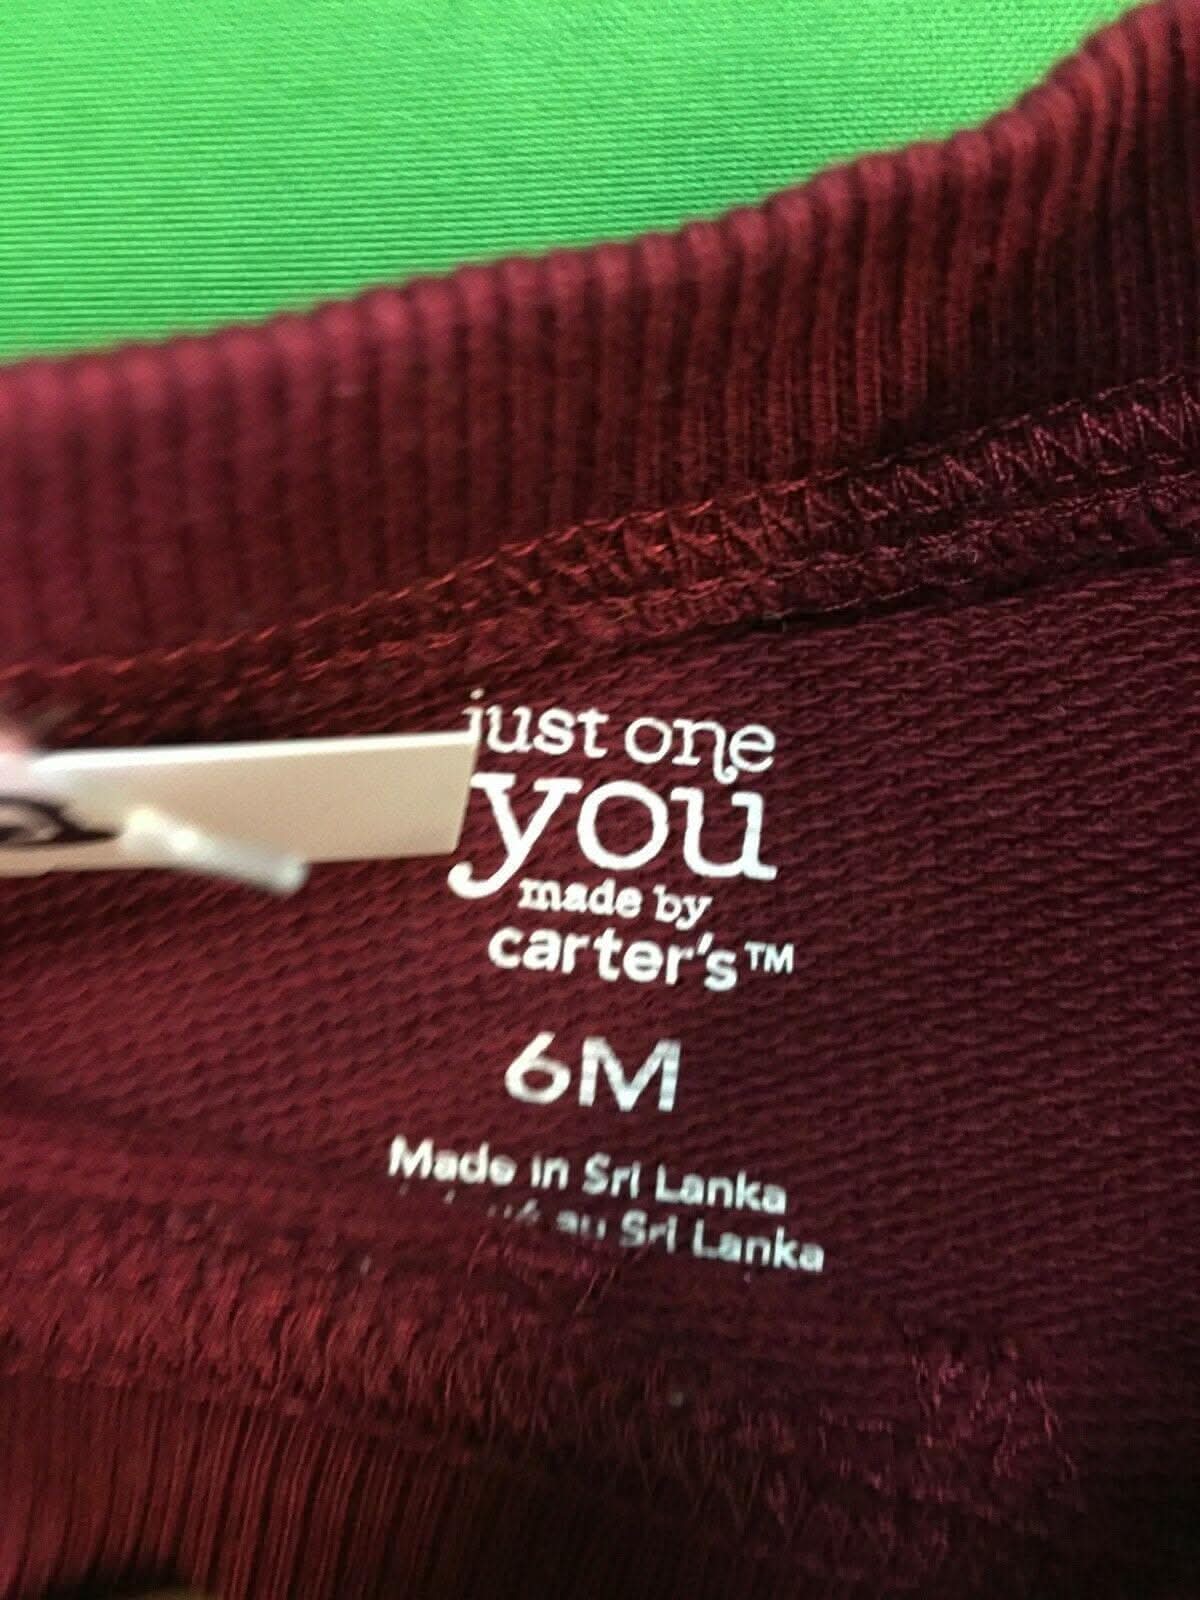 just one
you
made by
carter's™
6M
Made in Sri Lanka
au Sri Lanka